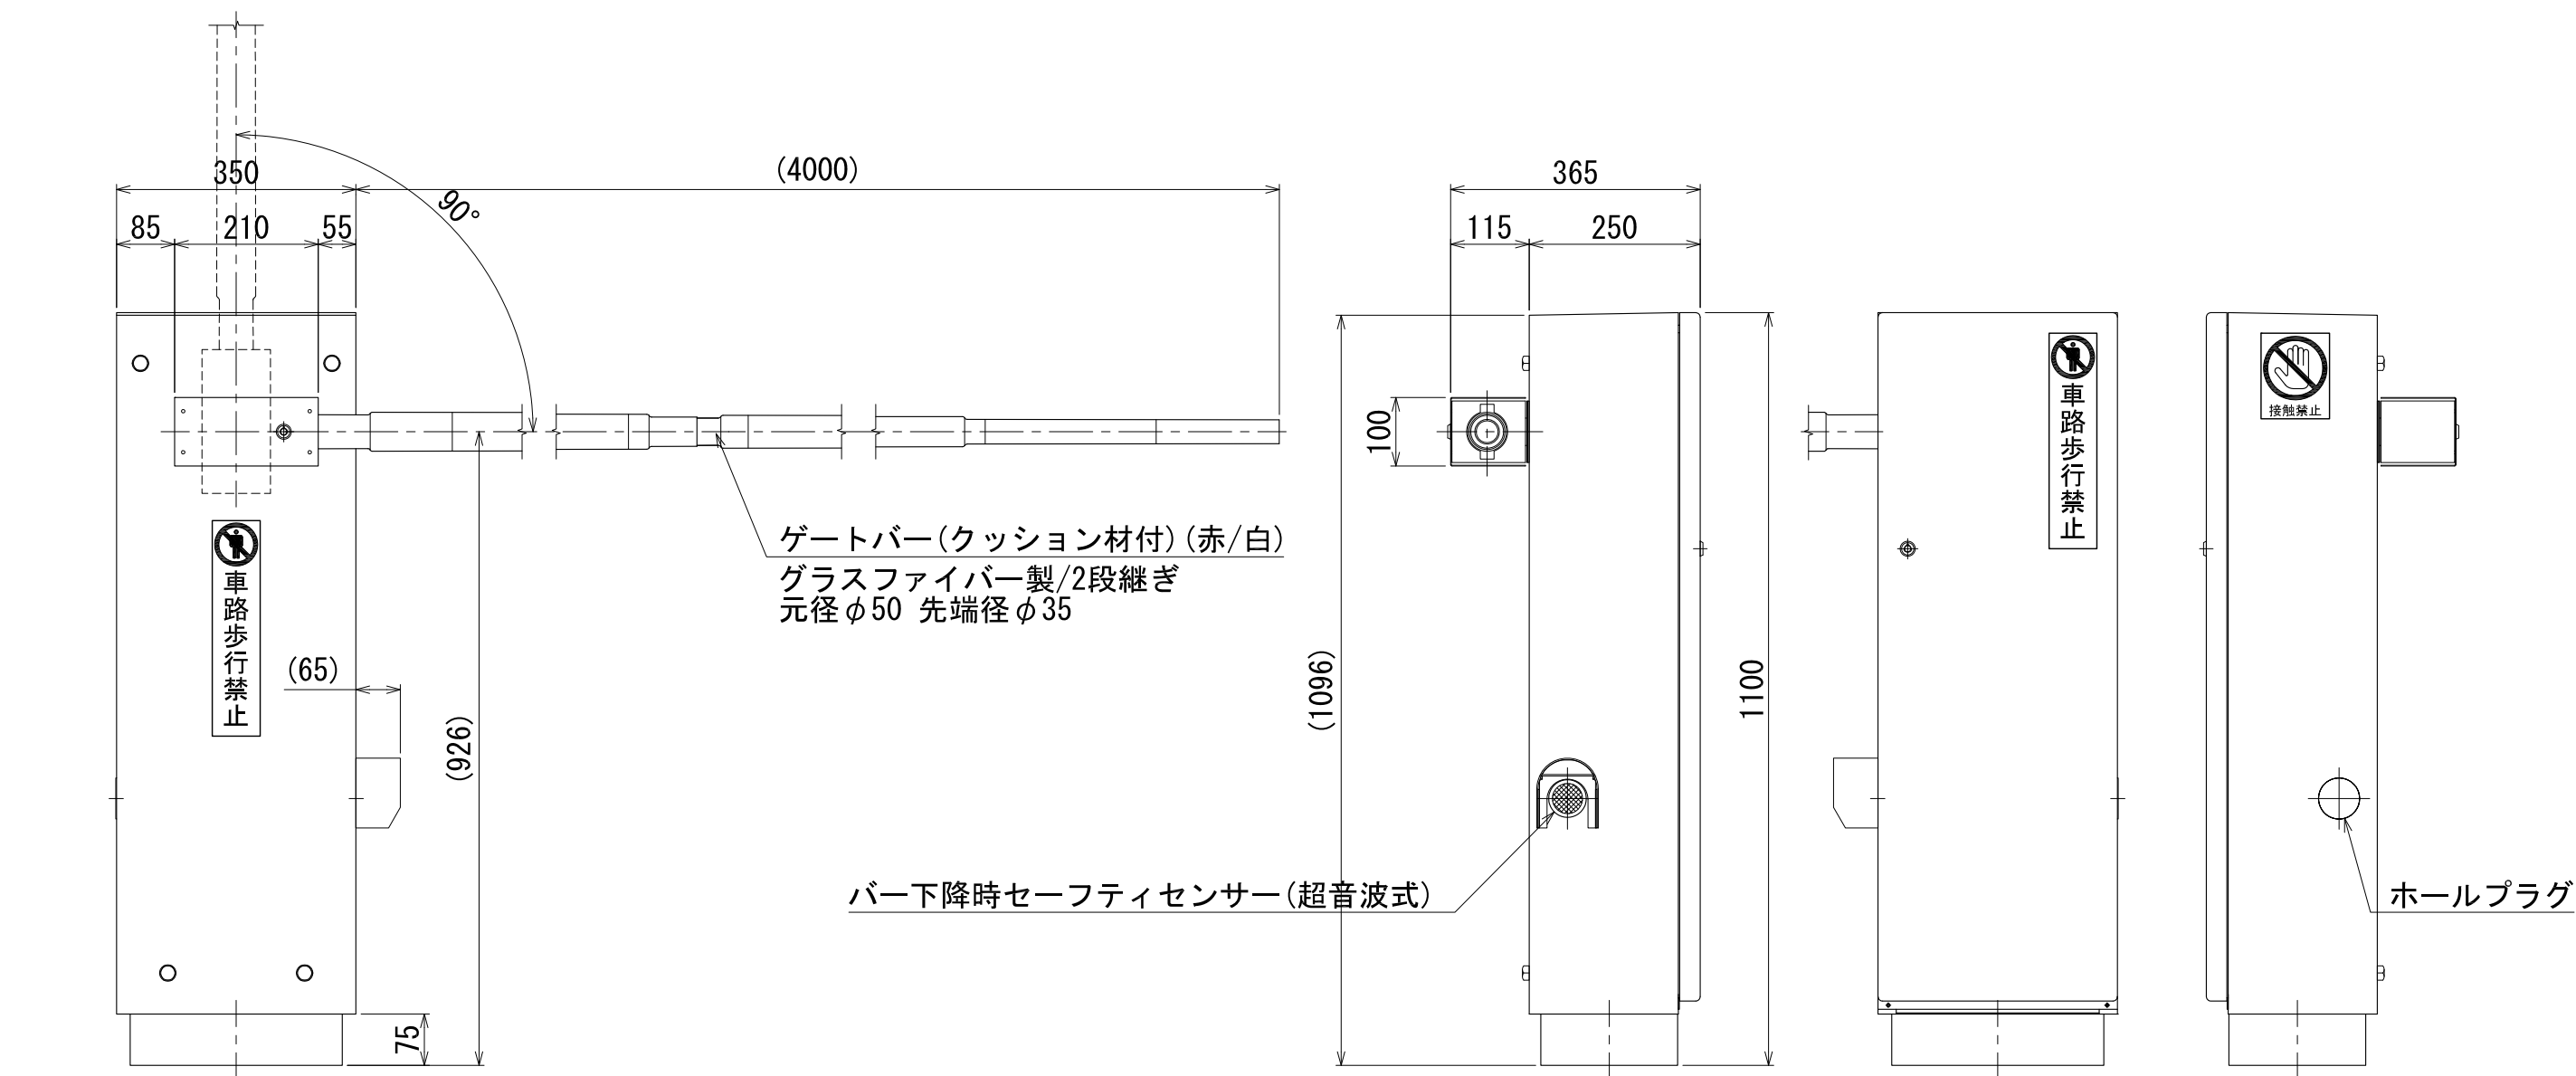 350
(4000)
365
90°
85
210
55
115
250
100
接触禁止
車路歩行禁止
ゲートバー(クッション材付)(赤/白)
グラスファイバー製/2段継ぎ
元径φ50 先端径φ35
車路歩行禁止
(65)
(926)
(1096)
1100
バー下降時セーフティセンサー(超音波式)
ホールプラグ
75